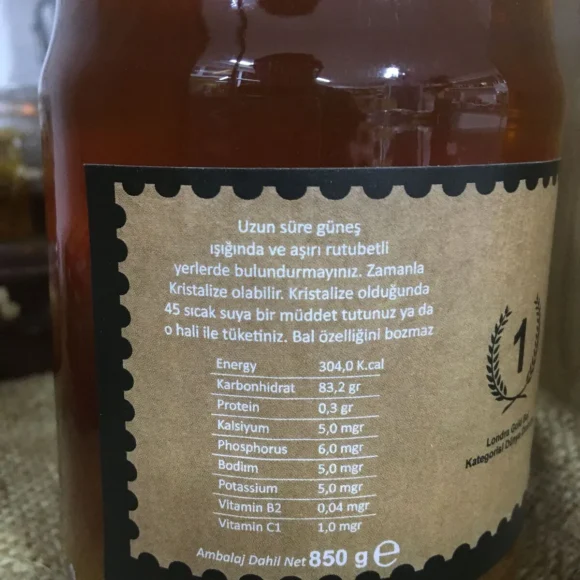 Uzun süre güneş
ışığında ve aşırı rutubetli
yerlerde bulundurmayınız. Zamanla
Kristalize olabilir. Kristalize olduğunda
45 sıcak suya bir müddet tutunuz ya da
o hali ile tüketiniz. Bal özelliğini bozmaz
Energy 304,0 K.cal
Karbonhidrat 83,2 gr
Protein 0,3 gr
Kalsiyum 5,0 mgr
Phosphorus 6,0 mgr
Bodium 5,0 mgr
Potassium 5,0 mgr
Vitamin B2 0,04 mgr
Vitamin C1 1,0 mgr
Ambalaj Dahil Net 850 g e
1
Londra
Kategorisi Dünya